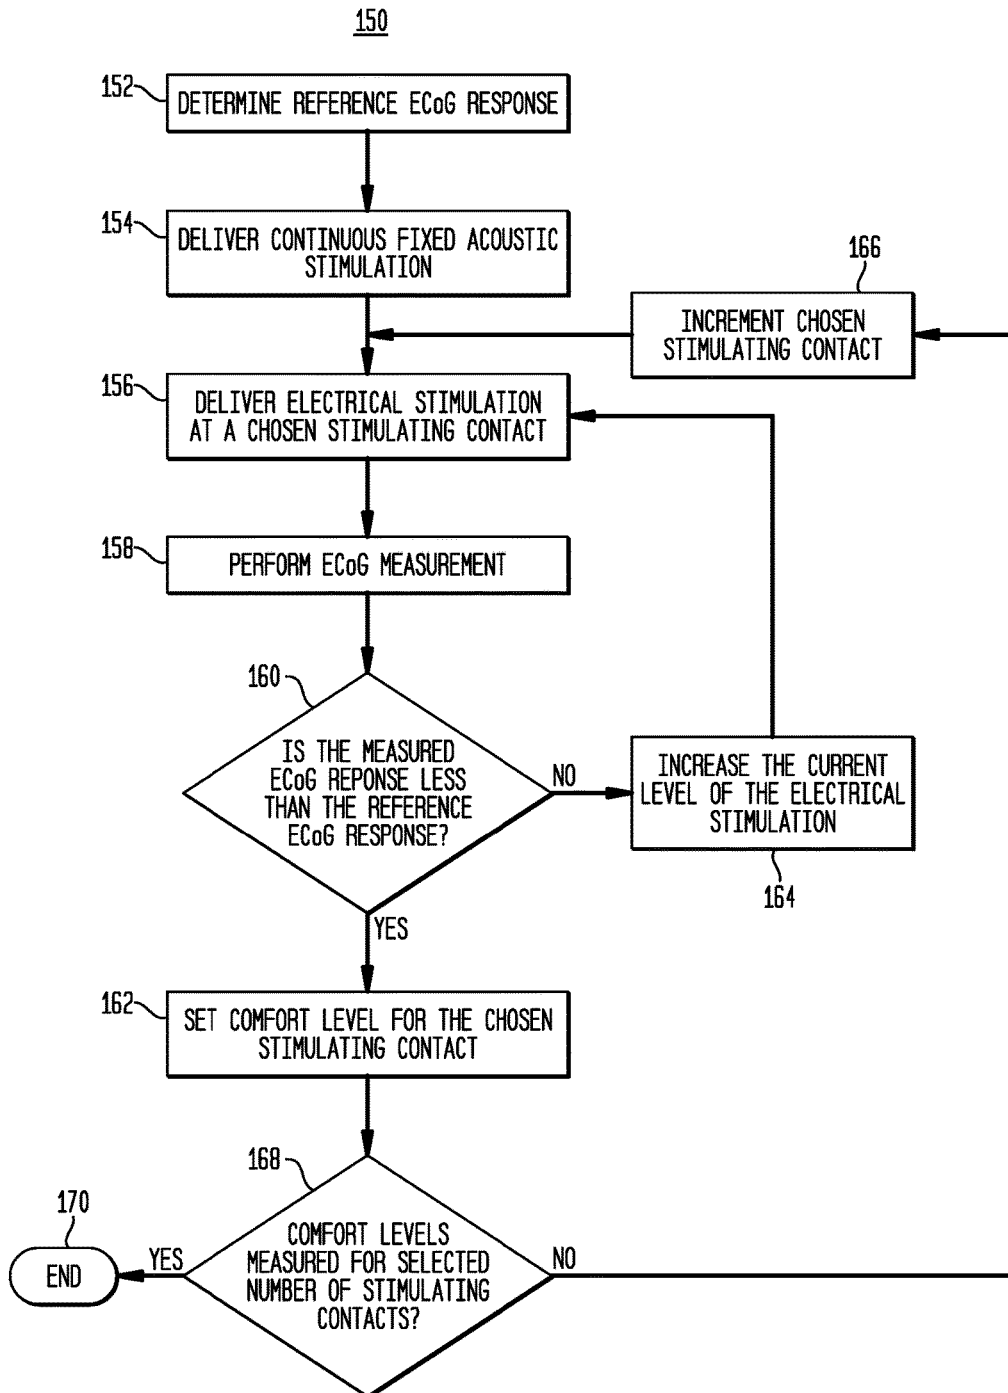 150
152
DETERMINE REFERENCE ECoG RESPONSE
154
DELIVER CONTINUOUS FIXED ACOUSTIC
STIMULATION
166
INCREMENT CHOSEN
STIMULATING CONTACT
156
DELIVER ELECTRICAL STIMULATION
AT A CHOSEN STIMULATING CONTACT
158
PERFORM ECoG MEASUREMENT
160
IS THE MEASURED
ECoG REPONSE LESS
THAN THE REFERENCE
ECoG RESPONSE?
NO
INCREASE THE CURRENT
LEVEL OF THE ELECTRICAL
STIMULATION
164
YES
162
SET COMFORT LEVEL FOR THE CHOSEN
STIMULATING CONTACT
168
COMFORT LEVELS
MEASURED FOR SELECTED
NUMBER OF STIMULATING
CONTACTS?
NO
YES
170
END